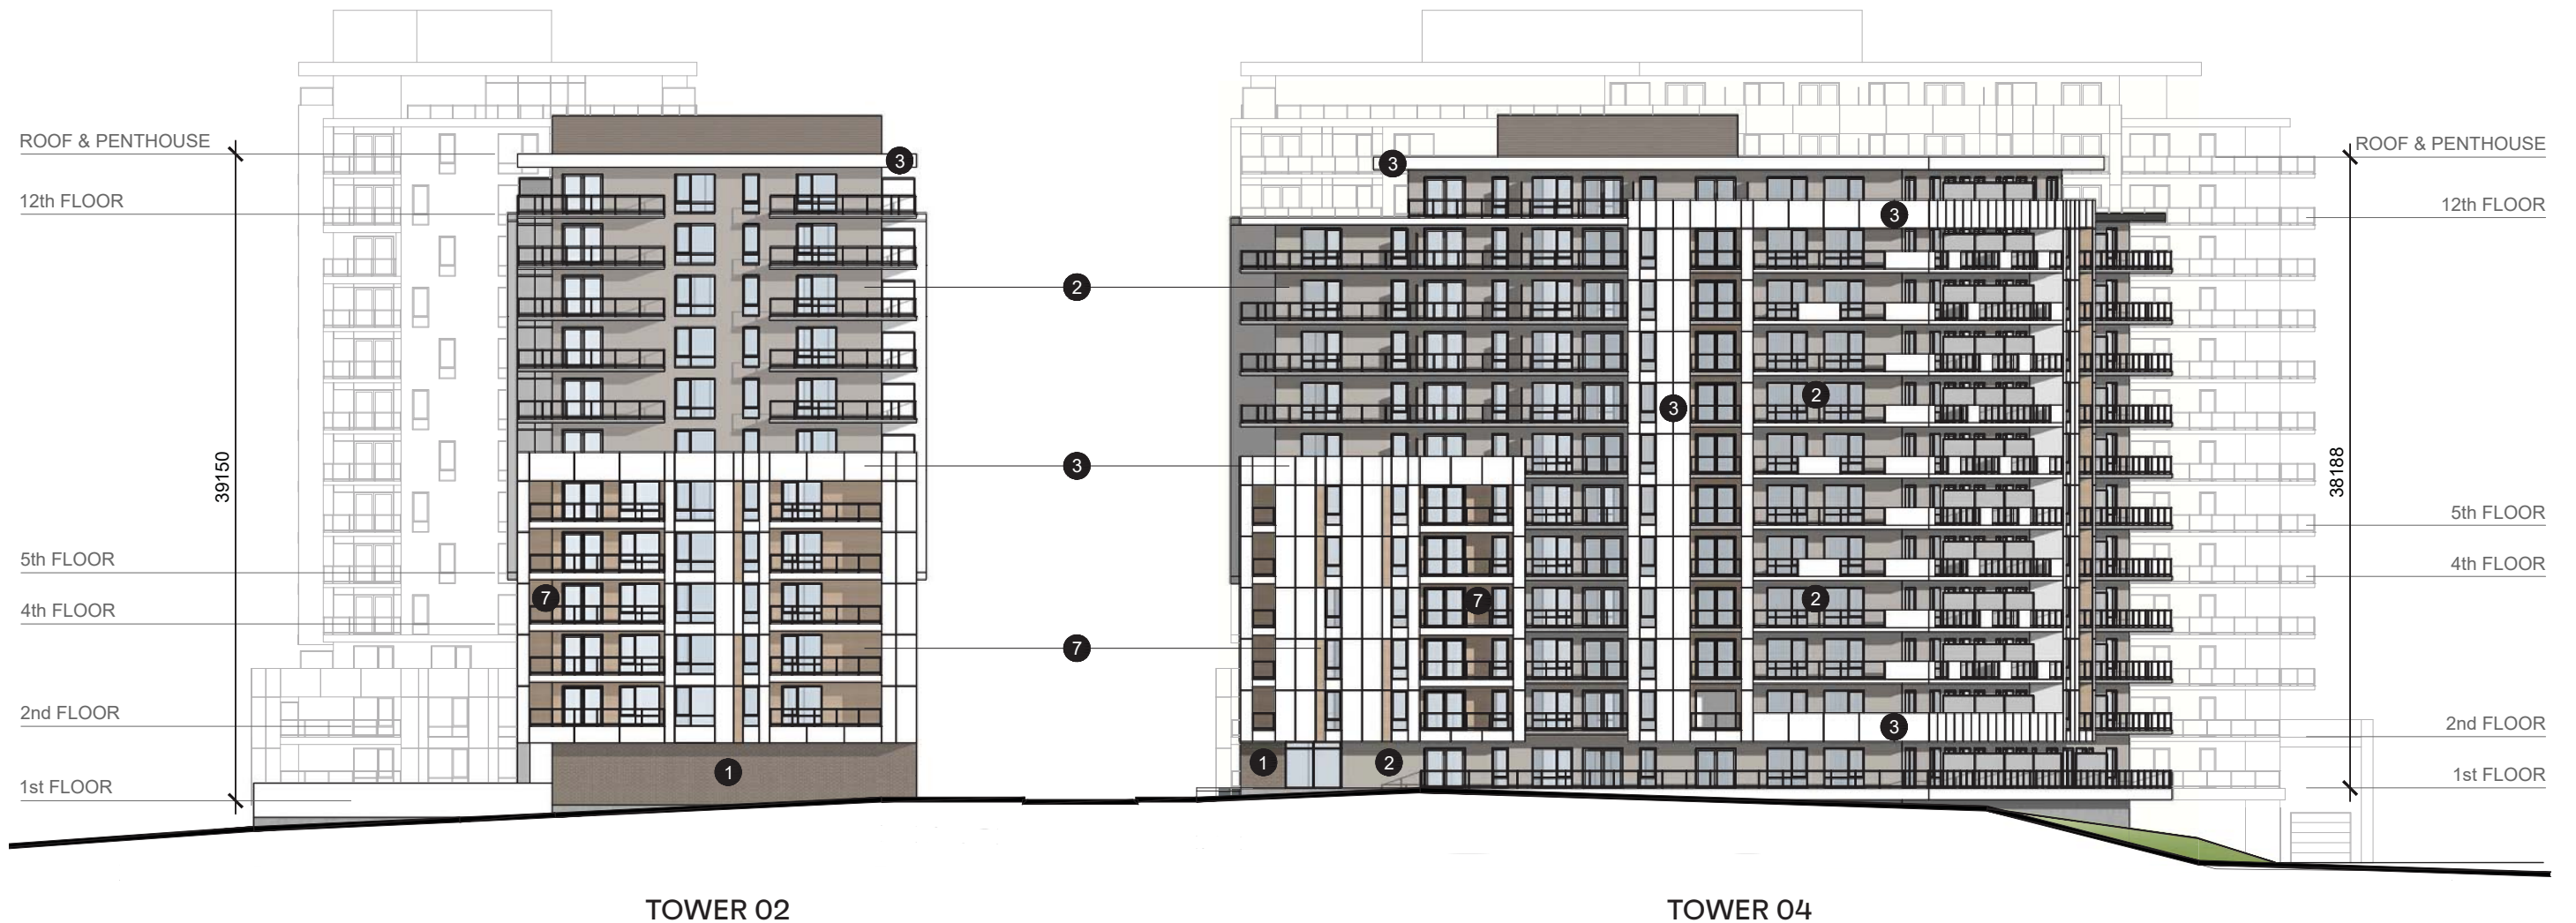 ROOF & PENTHOUSE
3
3
ROOF & PENTHOUSE
12th FLOOR
3
12th FLOOR
2
2
3
39150
3
38188
5th FLOOR
5th FLOOR
4th FLOOR
7
7
2
4th FLOOR
7
2nd FLOOR
3
2nd FLOOR
1
1
2
1st FLOOR
1st FLOOR
TOWER 02
TOWER 04